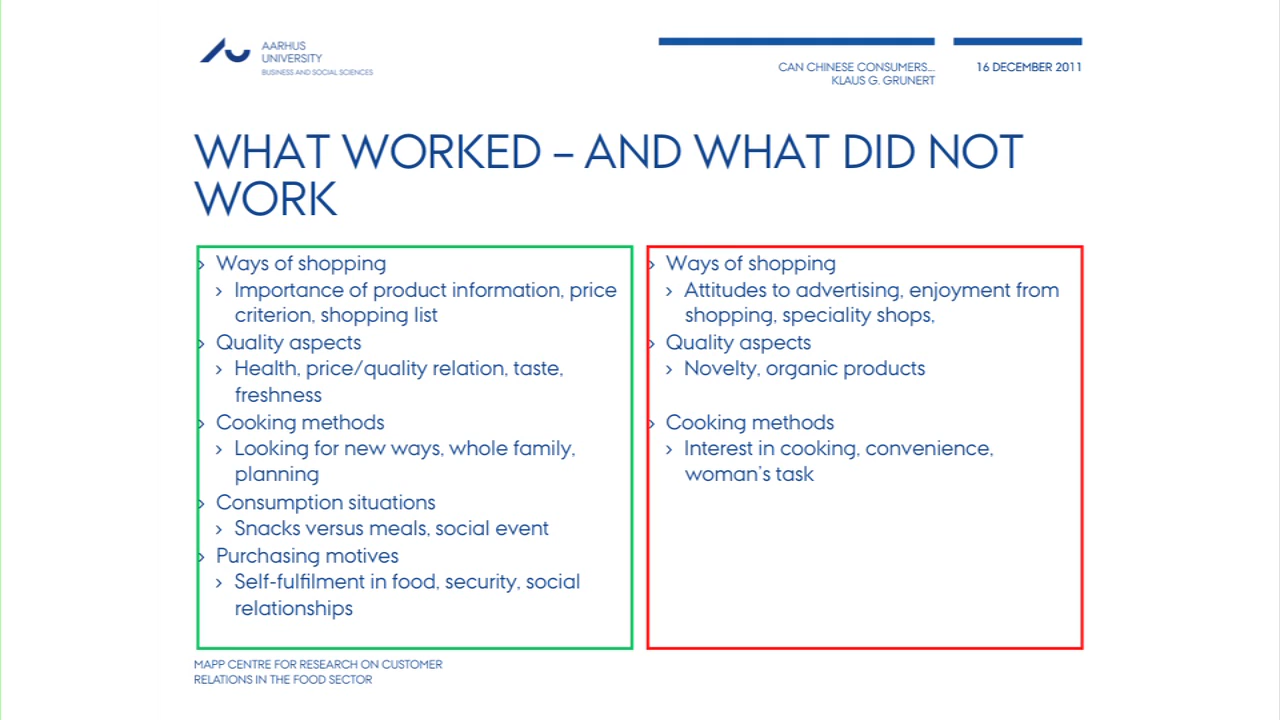 AARHUS
UNIVERSITY
BUSINESS AND SOCIAL SCIENCES
CAN CHINESE CONSUMERS...
KLAUS G. GRUNERT
16 DECEMBER 2011
WHAT WORKED – AND WHAT DID NOT
WORK
› Ways of shopping
› Importance of product information, price
criterion, shopping list
› Quality aspects
› Health, price/quality relation, taste,
freshness
› Cooking methods
› Looking for new ways, whole family,
planning
› Consumption situations
› Snacks versus meals, social event
› Purchasing motives
› Self-fulfilment in food, security, social
relationships
› Ways of shopping
› Attitudes to advertising, enjoyment from
shopping, speciality shops,
› Quality aspects
› Novelty, organic products
› Cooking methods
› Interest in cooking, convenience,
woman's task
MAPP CENTRE FOR RESEARCH ON CUSTOMER
RELATIONS IN THE FOOD SECTOR